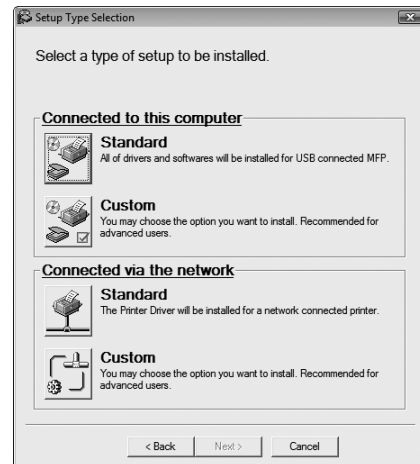 Setup Type Selection
Select a type of setup to be installed.
Connected to this computer
Standard
All of drivers and softwares will be installed for USB connected MFP.
Custom
You may choose the option you want to install. Recommended for
advanced users.
Connected via the network
Standard
The Printer Driver will be installed for a network connected printer.
Custom
You may choose the option you want to install. Recommended for
advanced users.
< Back Next > Cancel